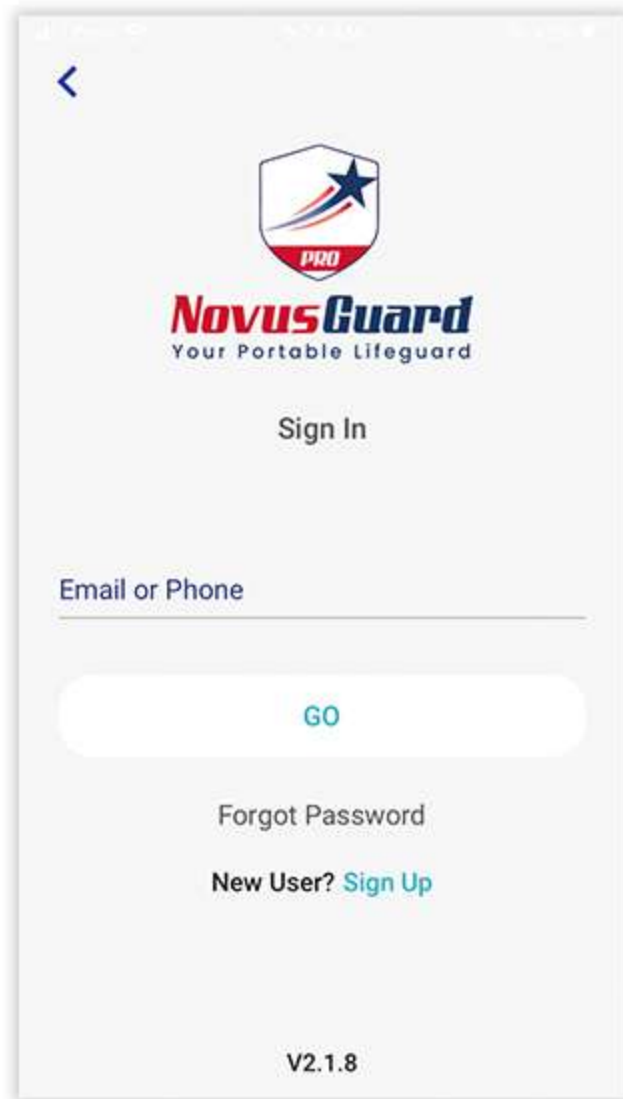 PRO
NovusGuard
Your Portable Lifeguard
Sign In
Email or Phone
GO
Forgot Password
New User? Sign Up
V2.1.8